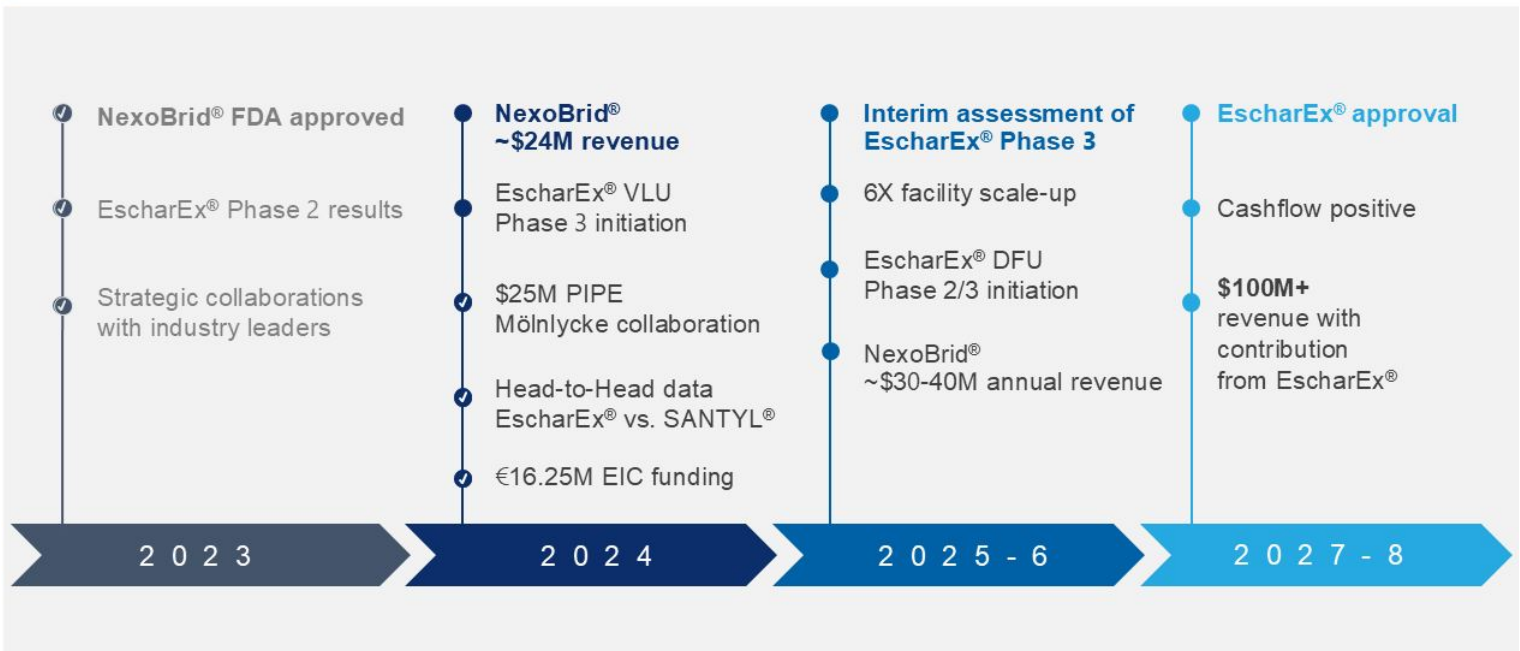 NexoBrid® FDA approved
EscharEx® Phase 2 results
Strategic collaborations
with industry leaders
2023
NexoBrid®
~$24M revenue
EscharEx® VLU
Phase 3 initiation
$25M PIPE
Mölnlycke collaboration
Head-to-Head data
EscharEx® vs. SANTYL®
€16.25M EIC funding
2024
Interim assessment of
EscharEx® Phase 3
6X facility scale-up
EscharEx® DFU
Phase 2/3 initiation
NexoBrid®
~$30-40M annual revenue
2025-6
EscharEx® approval
Cashflow positive
$100M+
revenue with
contribution
from EscharEx®
2027-8